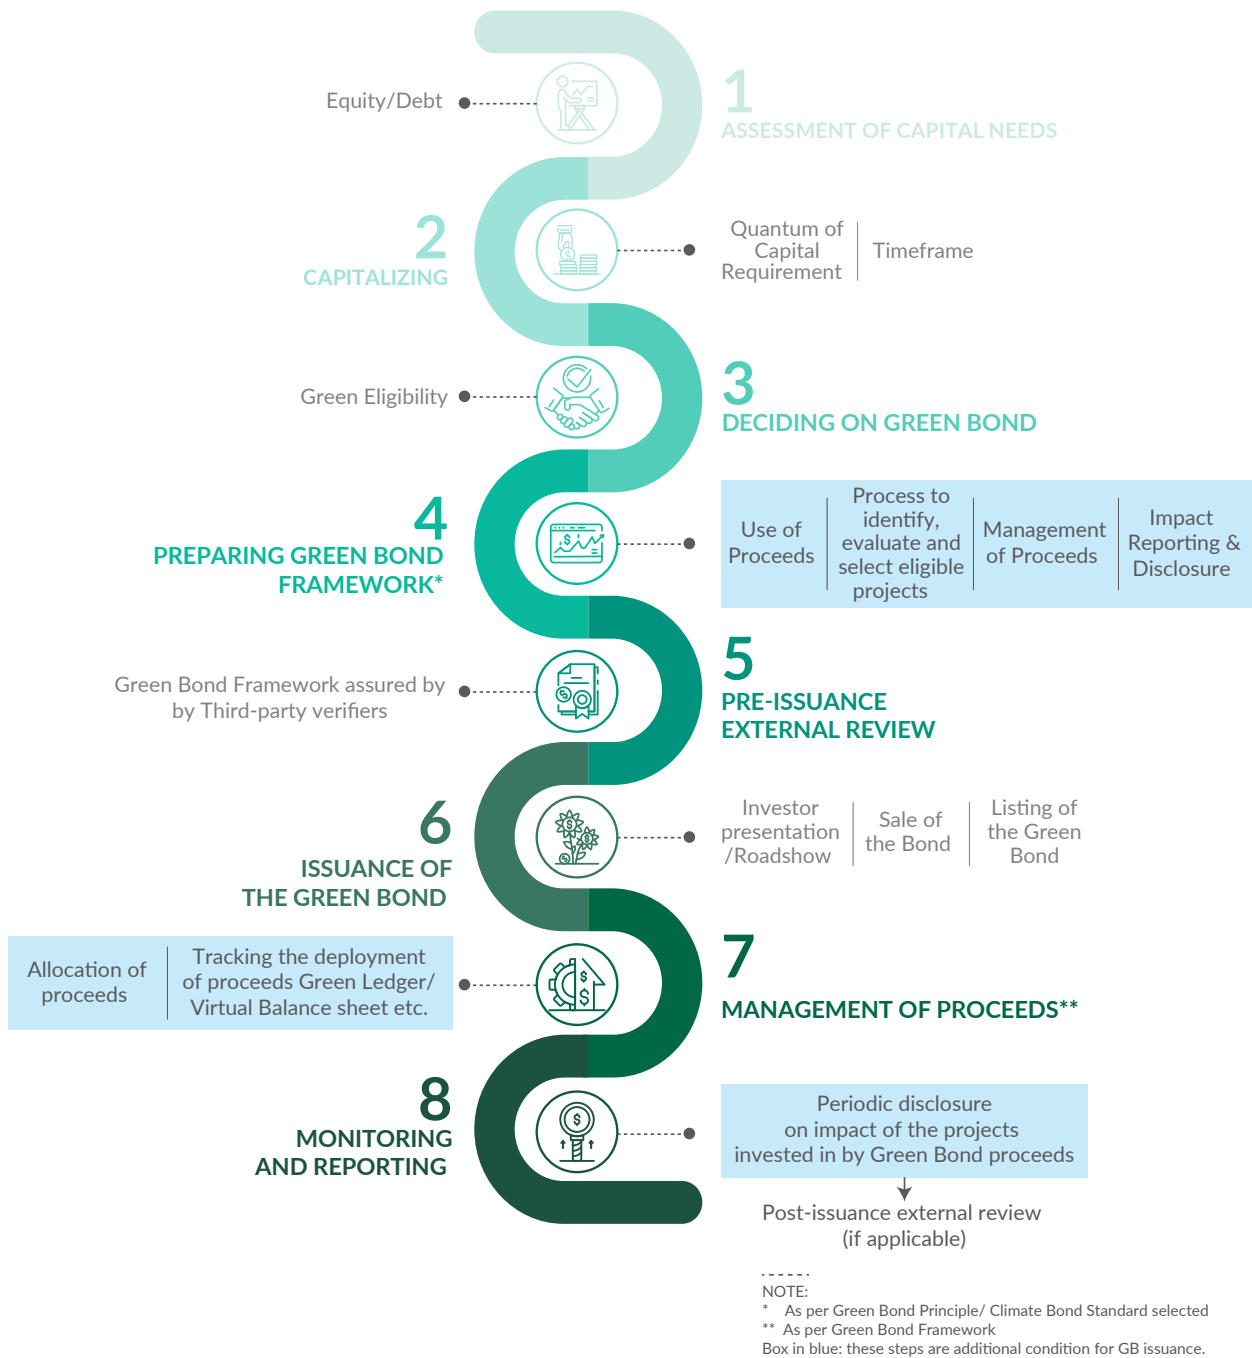 Equity/Debt
1
ASSESSMENT OF CAPITAL NEEDS
2
CAPITALIZING
Quantum of
Capital
Requirement
Timeframe
Green Eligibility
3
DECIDING ON GREEN BOND
4
PREPARING GREEN BOND
FRAMEWORK*
Use of
Proceeds
Process to
identify,
evaluate and
select eligible
projects
Management
of Proceeds
Impact
Reporting &
Disclosure
Green Bond Framework assured by
by Third-party verifiers
5
PRE-ISSUANCE
EXTERNAL REVIEW
6
ISSUANCE OF
THE GREEN BOND
Investor
presentation
/Roadshow
Sale of
the Bond
Listing of
the Green
Bond
Allocation of
proceeds
Tracking the deployment
of proceeds Green Ledger/
Virtual Balance sheet etc.
7
MANAGEMENT OF PROCEEDS**
8
MONITORING
AND REPORTING
Periodic disclosure
on impact of the projects
invested in by Green Bond proceeds
Post-issuance external review
(if applicable)
NOTE:
* As per Green Bond Principle/ Climate Bond Standard selected
** As per Green Bond Framework
Box in blue: these steps are additional condition for GB issuance.